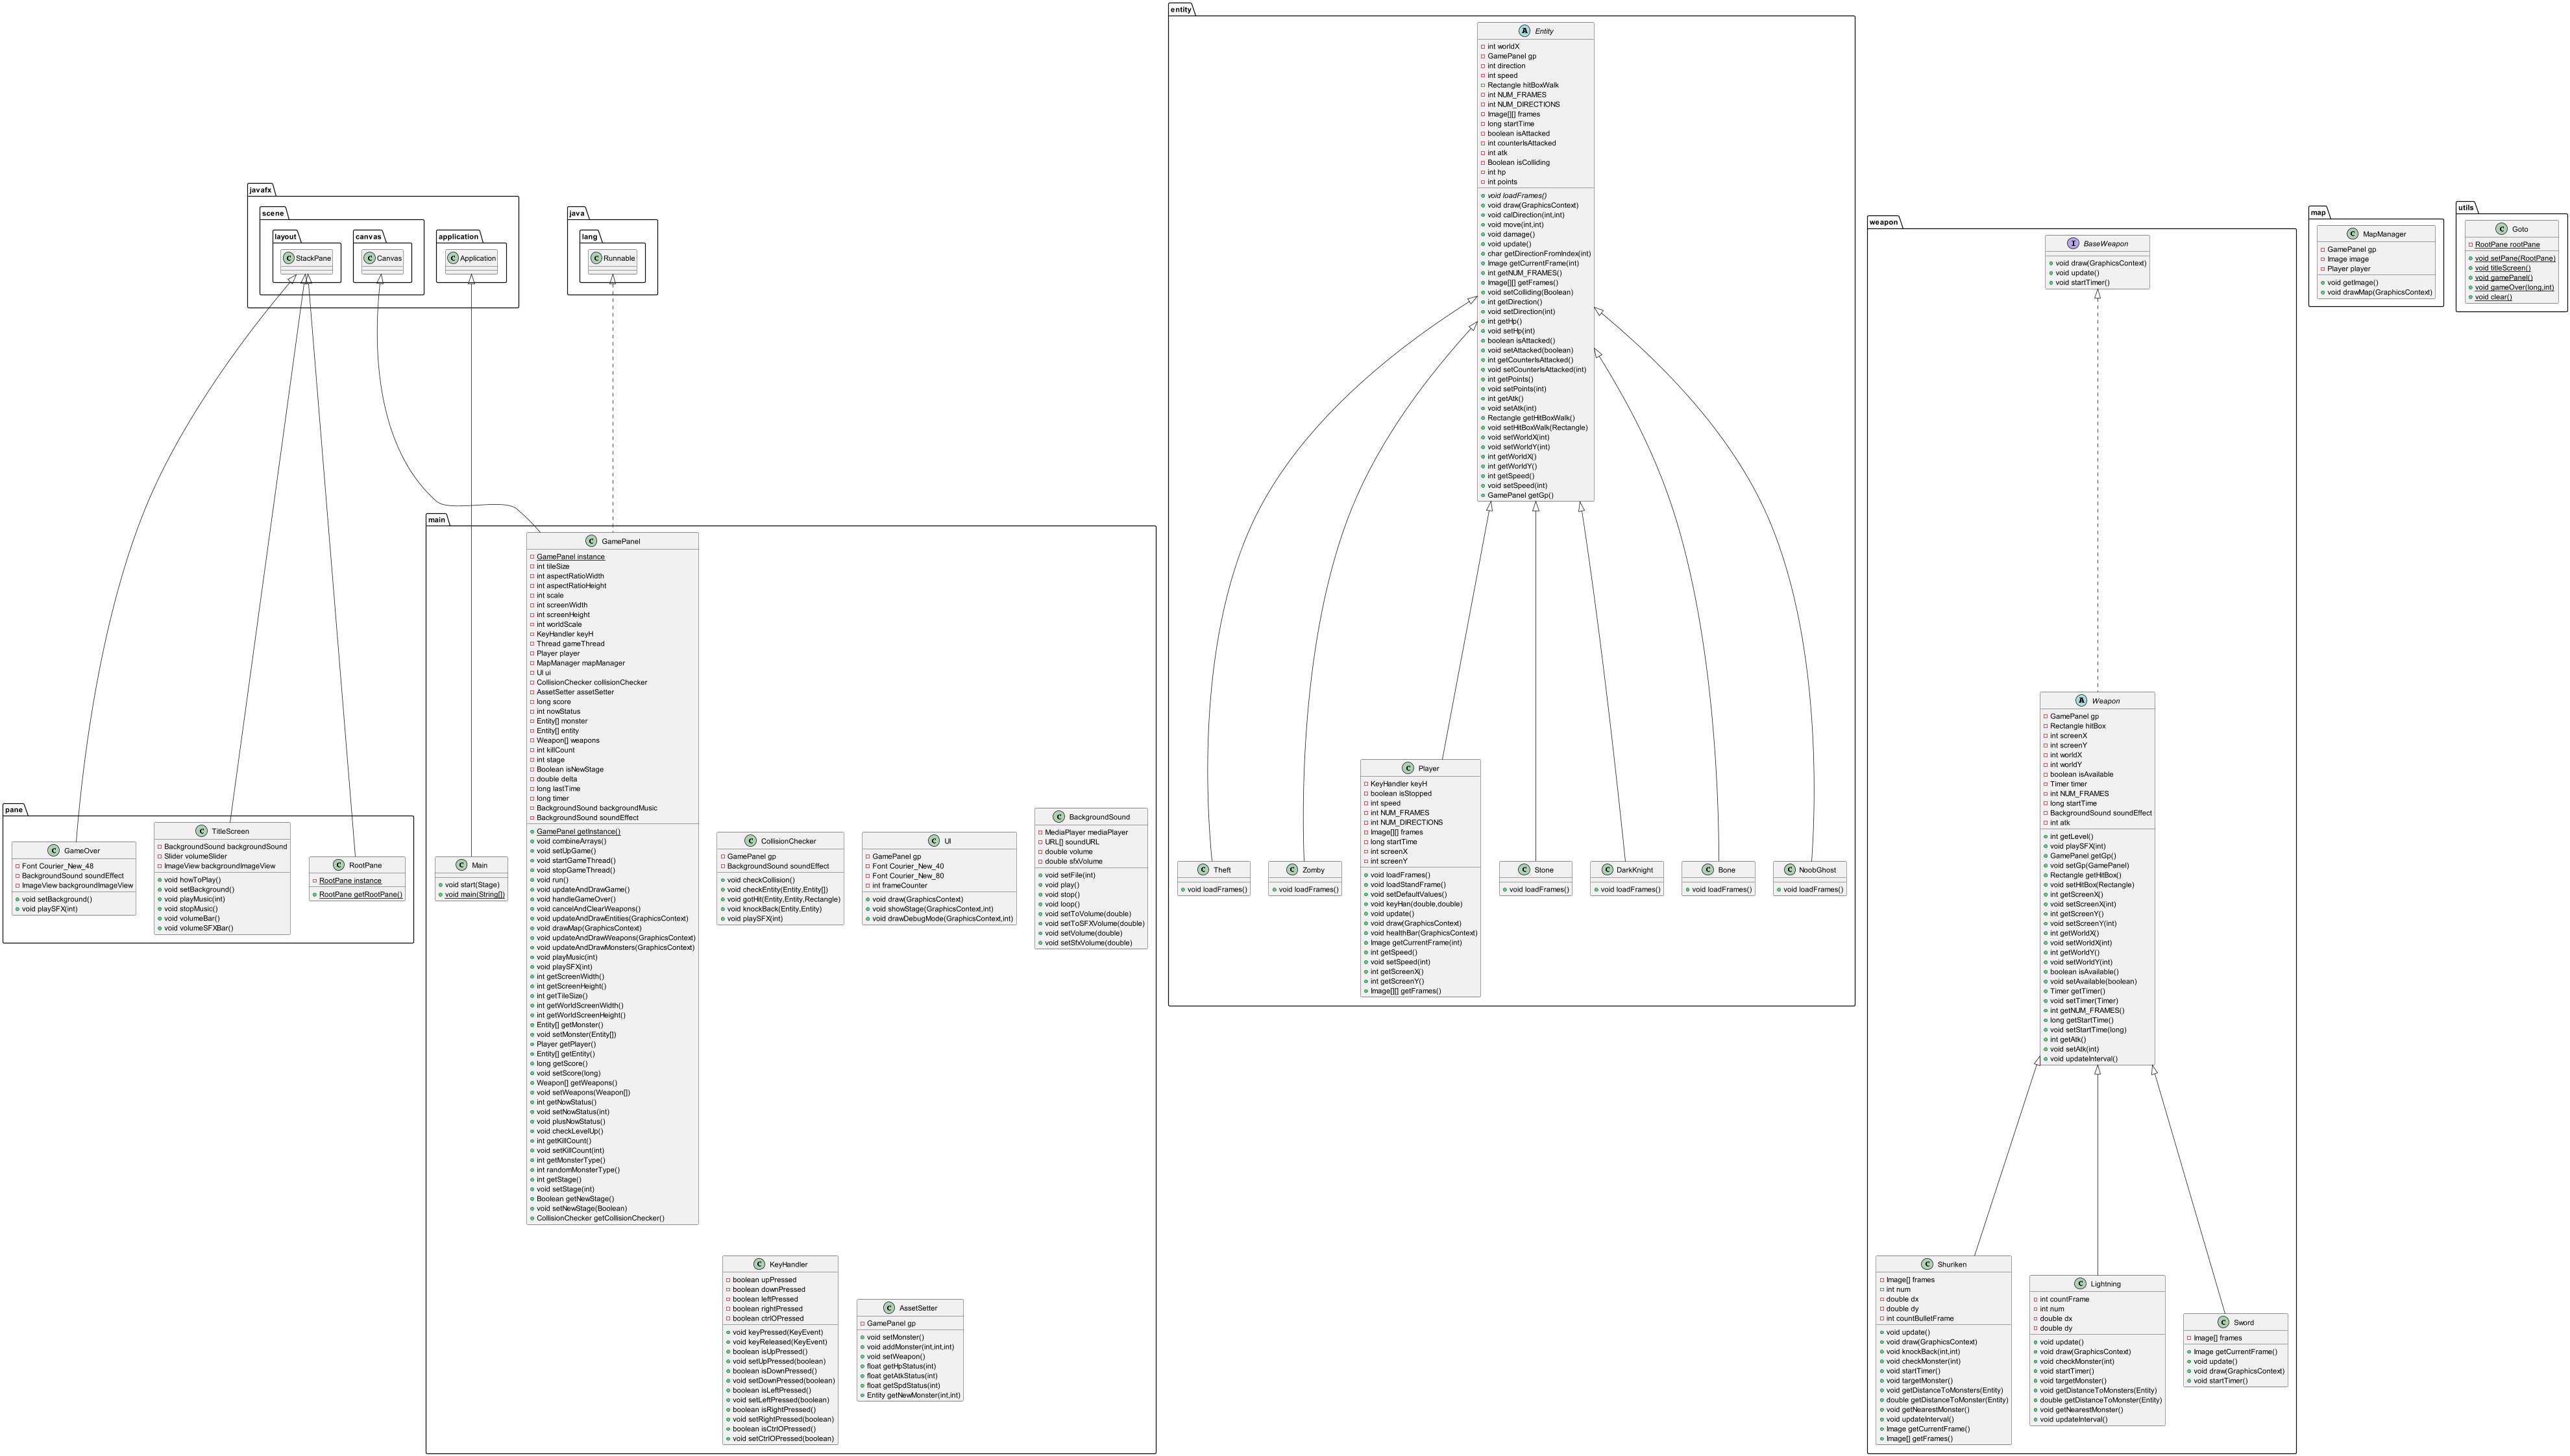 javafx
scene
layout
StackPane
canvas
Canvas
application
Application
java
lang
Runnable
pane
GameOver
Font Courier_New_48
BackgroundSound soundEffect
ImageView backgroundImageView
void setBackground()
void playSFX(int)
TitleScreen
BackgroundSound backgroundSound
Slider volumeSlider
ImageView backgroundImageView
void howToPlay()
void setBackground()
void playMusic(int)
void stopMusic()
void volumeBar()
void volumeSFXBar()
RootPane
RootPane instance
RootPane getRootPane()
main
Main
void start(Stage)
void main(String[])
GamePanel
GamePanel instance
int tileSize
int aspectRatioWidth
int aspectRatioHeight
int scale
int screenWidth
int screenHeight
int worldScale
KeyHandler keyH
Thread gameThread
Player player
MapManager mapManager
UI ui
CollisionChecker collisionChecker
AssetSetter assetSetter
long score
int nowStatus
Entity[] monster
Entity[] entity
Weapon[] weapons
int killCount
int stage
Boolean isNewStage
double delta
long lastTime
long timer
BackgroundSound backgroundMusic
BackgroundSound soundEffect
GamePanel getInstance()
void combineArrays()
void setUpGame()
void startGameThread()
void stopGameThread()
void run()
void updateAndDrawGame()
void handleGameOver()
void cancelAndClearWeapons()
void updateAndDrawEntities(GraphicsContext)
void drawMap(GraphicsContext)
void updateAndDrawWeapons(GraphicsContext)
void updateAndDrawMonsters(GraphicsContext)
void playMusic(int)
void playSFX(int)
int getScreenWidth()
int getScreenHeight()
int getTileSize()
int getWorldScreenWidth()
int getWorldScreenHeight()
Entity[] getMonster()
void setMonster(Entity[])
Player getPlayer()
Entity[] getEntity()
long getScore()
void setScore(long)
Weapon[] getWeapons()
void setWeapons(Weapon[])
int getNowStatus()
void setNowStatus(int)
void plusNowStatus()
void checkLevelUp()
int getKillCount()
void setKillCount(int)
int getMonsterType()
int randomMonsterType()
int getStage()
void setStage(int)
Boolean getNewStage()
void setNewStage(Boolean)
CollisionChecker getCollisionChecker()
CollisionChecker
GamePanel gp
BackgroundSound soundEffect
void checkCollision()
void checkEntity(Entity,Entity[])
void gotHit(Entity,Entity,Rectangle)
void knockBack(Entity,Entity)
void playSFX(int)
UI
GamePanel gp
Font Courier_New_40
Font Courier_New_80
int frameCounter
void draw(GraphicsContext)
void showStage(GraphicsContext,int)
void drawDebugMode(GraphicsContext,int)
BackgroundSound
MediaPlayer mediaPlayer
URL[] soundURL
double volume
double sfxVolume
void setFile(int)
void play()
void stop()
void loop()
void setToVolume(double)
void setToSFXVolume(double)
void setVolume(double)
void setSfxVolume(double)
KeyHandler
boolean upPressed
boolean downPressed
boolean leftPressed
boolean rightPressed
boolean ctrlOPressed
void keyPressed(KeyEvent)
void keyReleased(KeyEvent)
boolean isUpPressed()
void setUpPressed(boolean)
boolean isDownPressed()
void setDownPressed(boolean)
boolean isLeftPressed()
void setLeftPressed(boolean)
boolean isRightPressed()
void setRightPressed(boolean)
boolean isCtrlOPressed()
void setCtrlOPressed(boolean)
AssetSetter
GamePanel gp
void setMonster()
void addMonster(int,int,int)
void setWeapon()
float getHpStatus(int)
float getAtkStatus(int)
float getSpdStatus(int)
Entity getNewMonster(int,int)
entity
Entity
int worldX
GamePanel gp
int direction
int speed
Rectangle hitBoxWalk
int NUM_FRAMES
int NUM_DIRECTIONS
Image[][] frames
long startTime
boolean isAttacked
int counterIsAttacked
int atk
Boolean isColliding
int hp
int points
void loadFrames()
void draw(GraphicsContext)
void calDirection(int,int)
void move(int,int)
void damage()
void update()
char getDirectionFromIndex(int)
Image getCurrentFrame(int)
int getNUM_FRAMES()
Image[][] getFrames()
void setColliding(Boolean)
int getDirection()
void setDirection(int)
int getHp()
void setHp(int)
boolean isAttacked()
void setAttacked(boolean)
int getCounterIsAttacked()
void setCounterIsAttacked(int)
int getPoints()
void setPoints(int)
int getAtk()
void setAtk(int)
Rectangle getHitBoxWalk()
void setHitBoxWalk(Rectangle)
void setWorldX(int)
void setWorldY(int)
int getWorldX()
int getWorldY()
int getSpeed()
void setSpeed(int)
GamePanel getGp()
Theft
void loadFrames()
Zomby
void loadFrames()
Player
KeyHandler keyH
boolean isStopped
int speed
int NUM_FRAMES
int NUM_DIRECTIONS
Image[][] frames
long startTime
int screenX
int screenY
void loadFrames()
void loadStandFrame()
void setDefaultValues()
void keyHan(double,double)
void update()
void draw(GraphicsContext)
void healthBar(GraphicsContext)
Image getCurrentFrame(int)
int getSpeed()
void setSpeed(int)
int getScreenX()
int getScreenY()
Image[][] getFrames()
Stone
void loadFrames()
DarkKnight
void loadFrames()
Bone
void loadFrames()
NoobGhost
void loadFrames()
weapon
BaseWeapon
void draw(GraphicsContext)
void update()
void startTimer()
Weapon
GamePanel gp
Rectangle hitBox
int screenX
int screenY
int worldX
int worldY
boolean isAvailable
Timer timer
int NUM_FRAMES
long startTime
BackgroundSound soundEffect
int atk
int getLevel()
void playSFX(int)
GamePanel getGp()
void setGp(GamePanel)
Rectangle getHitBox()
void setHitBox(Rectangle)
int getScreenX()
void setScreenX(int)
int getScreenY()
void setScreenY(int)
int getWorldX()
void setWorldX(int)
int getWorldY()
void setWorldY(int)
boolean isAvailable()
void setAvailable(boolean)
Timer getTimer()
void setTimer(Timer)
int getNUM_FRAMES()
long getStartTime()
void setStartTime(long)
int getAtk()
void setAtk(int)
void updateInterval()
Shuriken
Image[] frames
int num
double dx
double dy
int countBulletFrame
void update()
void draw(GraphicsContext)
void knockBack(int,int)
void checkMonster(int)
void startTimer()
void targetMonster()
void getDistanceToMonsters(Entity)
double getDistanceToMonster(Entity)
void getNearestMonster()
void updateInterval()
Image getCurrentFrame()
Image[] getFrames()
Lightning
int countFrame
int num
double dx
double dy
void update()
void draw(GraphicsContext)
void checkMonster(int)
void startTimer()
void targetMonster()
void getDistanceToMonsters(Entity)
double getDistanceToMonster(Entity)
void getNearestMonster()
void updateInterval()
Sword
Image[] frames
Image getCurrentFrame()
void update()
void draw(GraphicsContext)
void startTimer()
map
MapManager
GamePanel gp
Image image
Player player
void getImage()
void drawMap(GraphicsContext)
utils
Goto
RootPane rootPane
void setPane(RootPane)
void titleScreen()
void gamePanel()
void gameOver(long,int)
void clear()